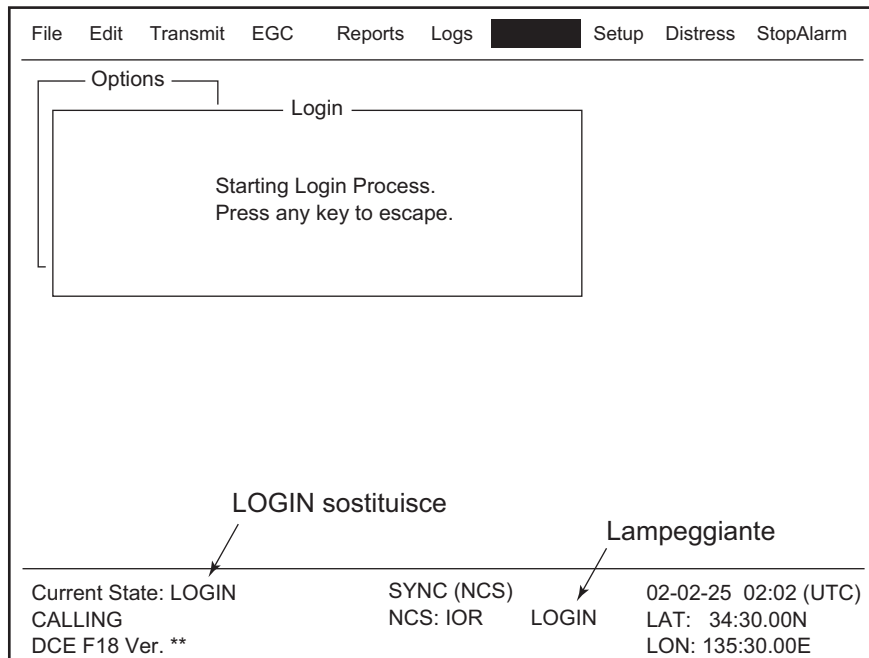 File Edit Transmit EGC Reports Logs Setup Distress StopAlarm
Options
Login
Starting Login Process.
Press any key to escape.
LOGIN sostituisce
Lampeggiante
Current State: LOGIN SYNC (NCS) 02-02-25 02:02 (UTC)
CALLING NCS: IOR LOGIN LAT: 34:30.00N
DCE F18 Ver. ** LON: 135:30.00E